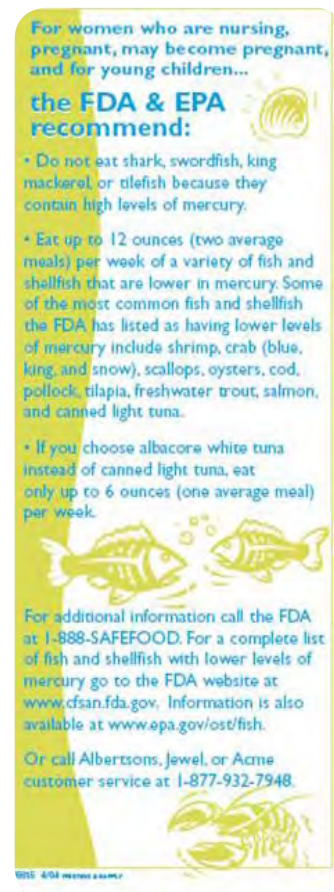 For women who are nursing,
pregnant, may become pregnant,
and for young children...
the FDA & EPA
recommend:
• Do not eat shark, swordfish, king
mackerel, or tilefish because they
contain high levels of mercury.
• Eat up to 12 ounces (two average
meals) per week of a variety of fish and
shellfish that are lower in mercury. Some
of the most common fish and shellfish
the FDA has listed as having lower levels
of mercury include shrimp, crab (blue,
king, and snow), scallops, oysters, cod,
pollock, tilapia, freshwater trout, salmon,
and canned light tuna.
• If you choose albacore white tuna
instead of canned light tuna, eat
only up to 6 ounces (one average meal)
per week.
For additional information call the FDA
at 1-888-SAFEFOOD. For a complete list
of fish and shellfish with lower levels of
mercury go to the FDA website at
www.cfsan.fda.gov. Information is also
available at www.epa.gov/ost/fish.
Or call Albertsons, Jewel, or Acme
customer service at 1-877-932-7948.
4/04